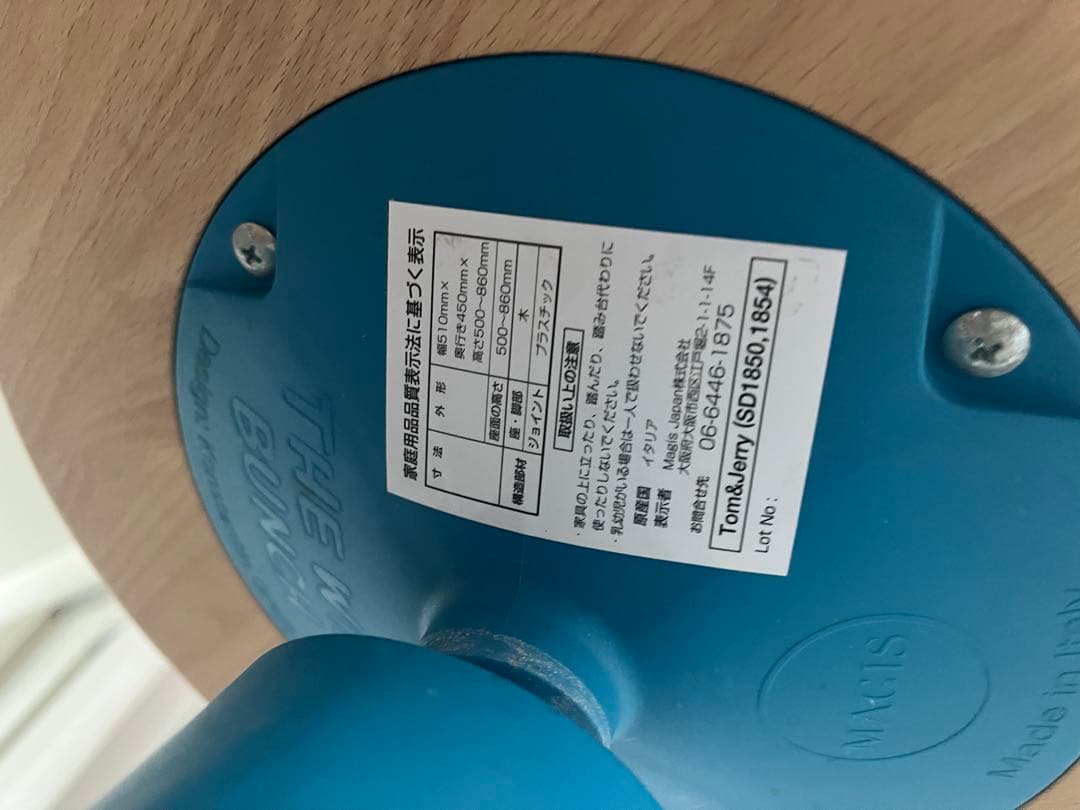 家庭用品品質表示法に基づく表示
寸法
外形
幅510mm×
奥行き450mm×
高さ500〜860mm
座面の高さ
500〜860mm
構造部材
座・脚部
木
ジョイント
プラスチック
取扱い上の注意
・家具の上に立ったり、踏んだり、踏み台代わりに
使ったりしないでください。
・乳幼児がいる場合は一人で扱わせないでください。
原産国 イタリア
表示者 Magis Japan株式会社
大阪府大阪市西区江戸堀2-1-1-14F
お問合せ先 06-6446-1875
Tom&Jerry (SD1850,1854)
Lot No :
THE W
BUNCH
Design:
MAGIS
Made in Italy